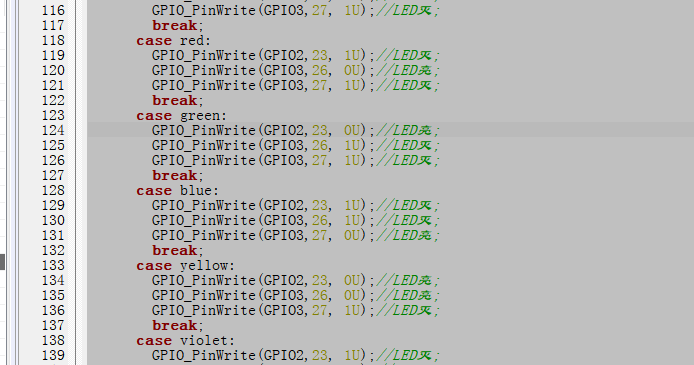 116 GPIO_PinWrite(GPIO3,27, 1U);//LED灭;
117 break;
118 case red:
119 GPIO_PinWrite(GPIO2,23, 1U);//LED灭;
120 GPIO_PinWrite(GPIO3,26, 0U);//LED亮;
121 GPIO_PinWrite(GPIO3,27, 1U);//LED灭;
122 break;
123 case green:
124 GPIO_PinWrite(GPIO2,23, 0U);//LED亮;
125 GPIO_PinWrite(GPIO3,26, 1U);//LED灭;
126 GPIO_PinWrite(GPIO3,27, 1U);//LED灭;
127 break;
128 case blue:
129 GPIO_PinWrite(GPIO2,23, 1U);//LED灭;
130 GPIO_PinWrite(GPIO3,26, 1U);//LED灭;
131 GPIO_PinWrite(GPIO3,27, 0U);//LED亮;
132 break;
133 case yellow:
134 GPIO_PinWrite(GPIO2,23, 0U);//LED亮;
135 GPIO_PinWrite(GPIO3,26, 0U);//LED亮;
136 GPIO_PinWrite(GPIO3,27, 1U);//LED灭;
137 break;
138 case violet:
139 GPIO_PinWrite(GPIO2,23, 1U);//LED灭;